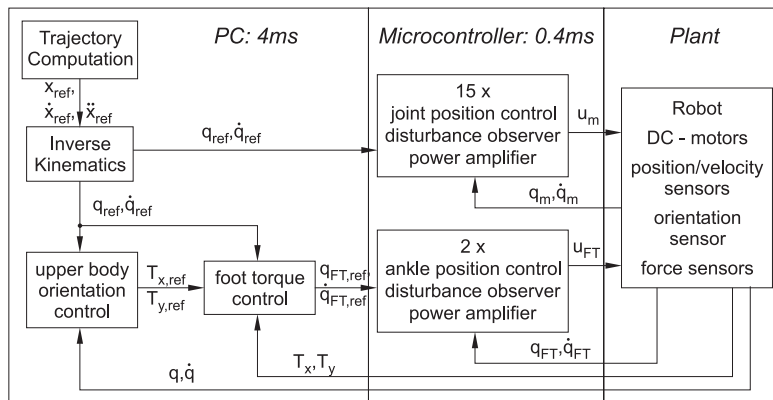 PC: 4ms
Microcontroller: 0.4ms
Plant
Trajectory
Computation
x_ref,
ẋ_ref, ẍ_ref
Inverse
Kinematics
q_ref,q̇_ref
q_ref,q̇_ref
upper body
orientation
control
T_x,ref
T_y,ref
foot torque
control
q_FT,ref,
q̇_FT,ref
15 x
joint position control
disturbance observer
power amplifier
u_m
q_m,q̇_m
2 x
ankle position control
disturbance observer
power amplifier
u_FT
q_FT,q̇_FT
Robot
DC - motors
position/velocity
sensors
orientation
sensor
force sensors
T_x,T_y
q,q̇